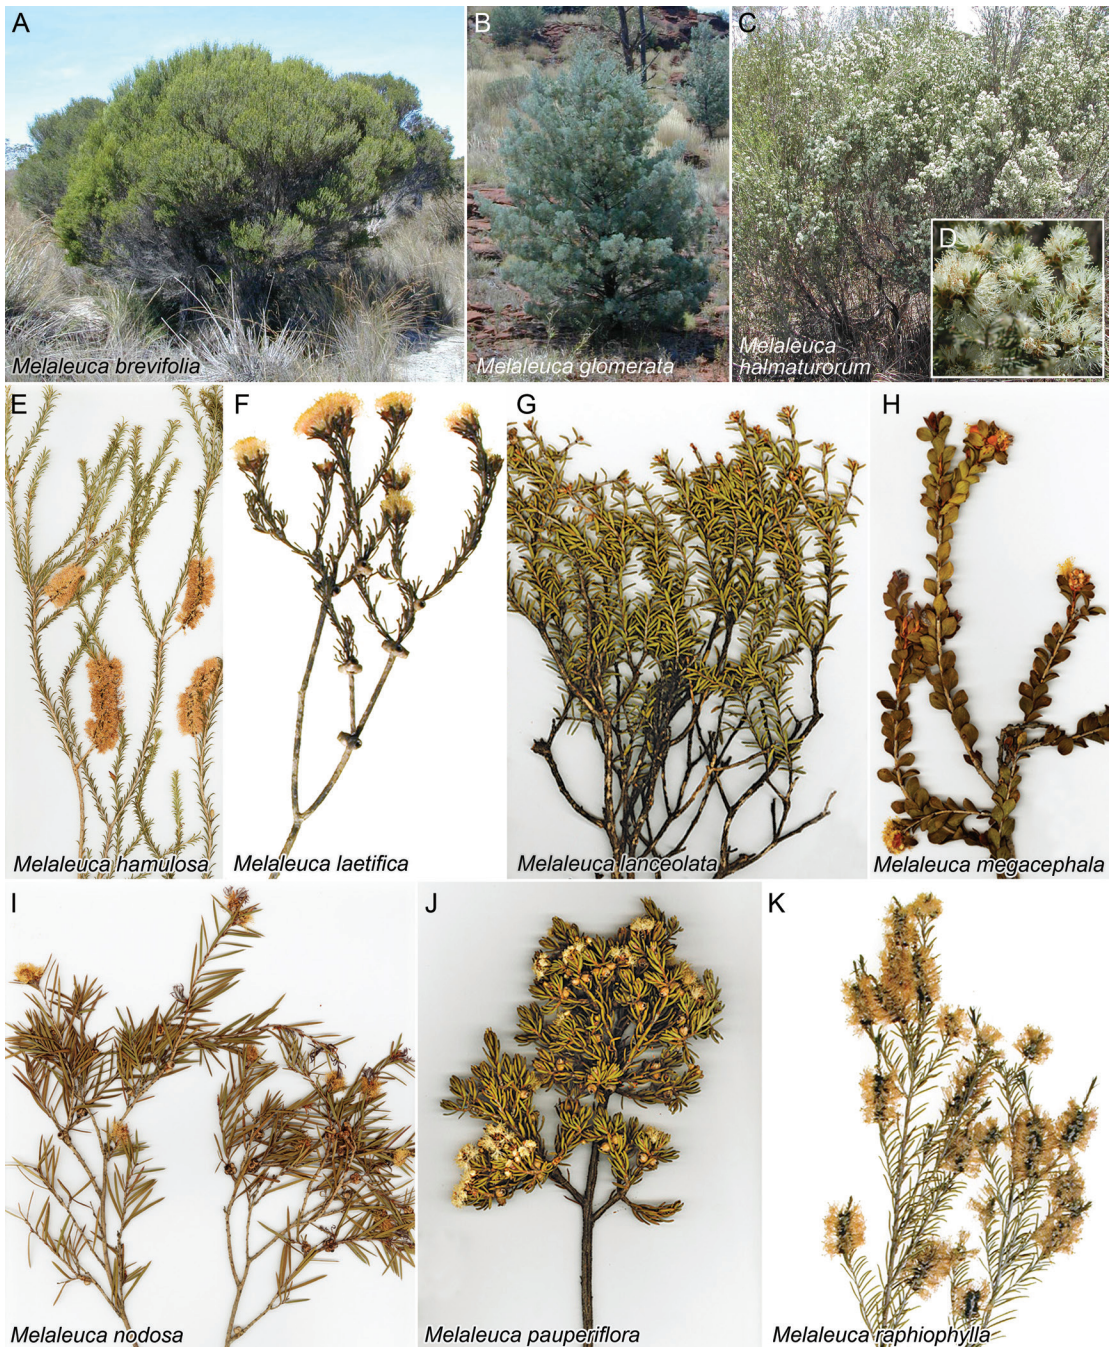 A
B
C
D
Melaleuca brevifolia
Melaleuca glomerata
Melaleuca
halmaturorum
E
F
G
H
Melaleuca hamulosa
Melaleuca laetifica
Melaleuca lanceolata
Melaleuca megacephala
I
J
K
Melaleuca nodosa
Melaleuca pauperiflora
Melaleuca raphiophylla